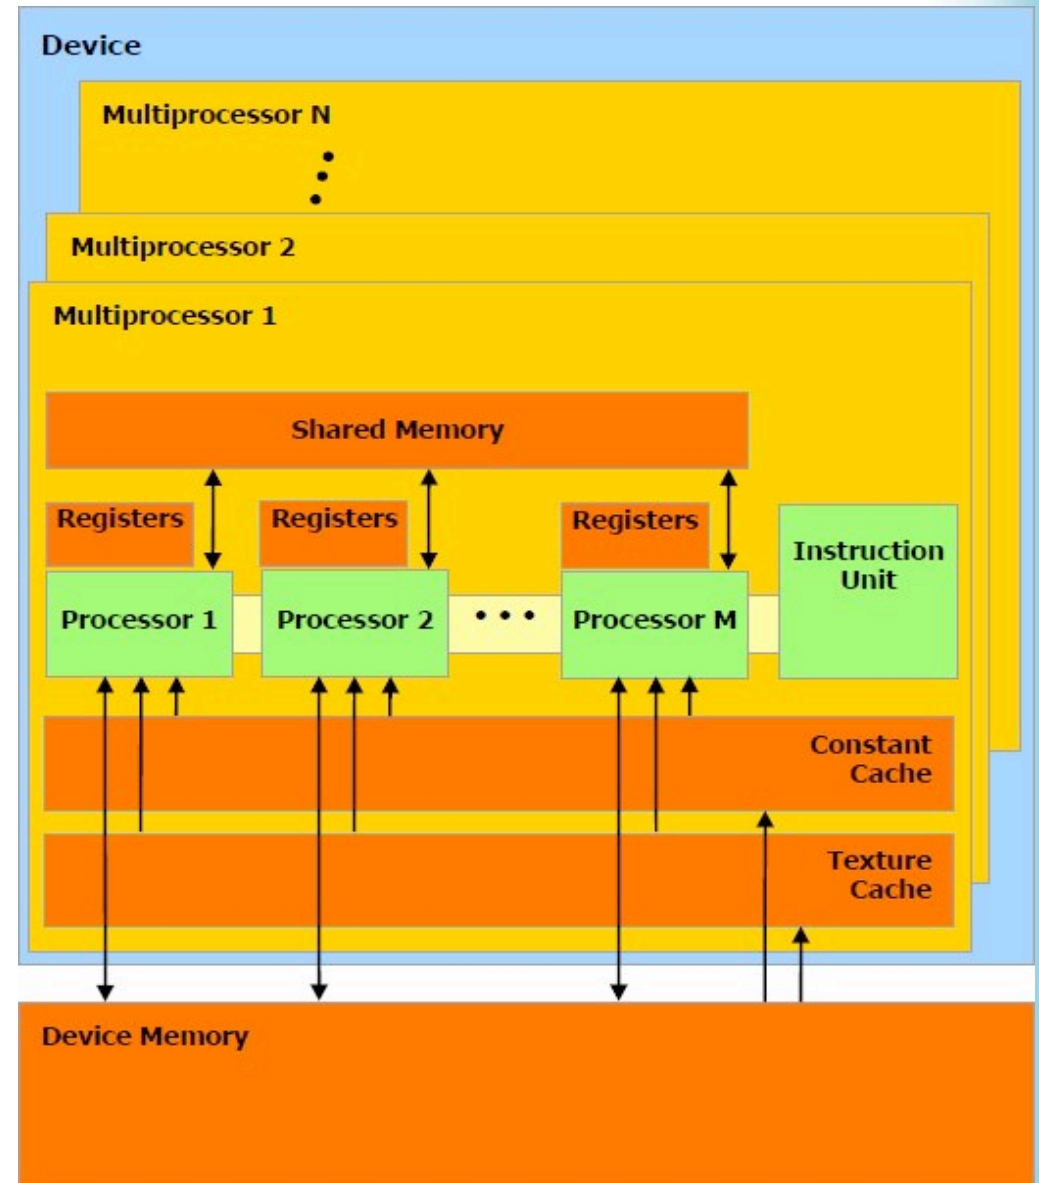 Device
Multiprocessor N
Multiprocessor 2
Multiprocessor 1
Shared Memory
Registers
Registers
Registers
Instruction
Unit
Processor 1
Processor 2
Processor M
Constant
Cache
Texture
Cache
Device Memory